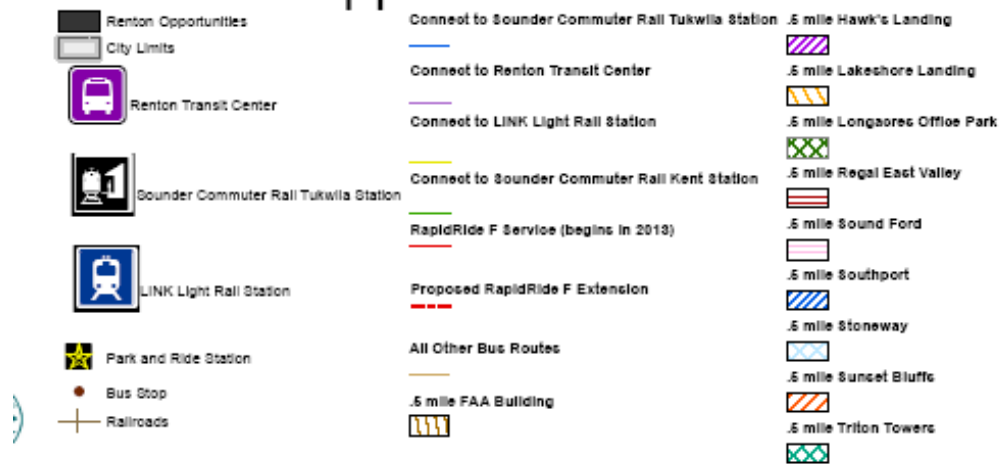 Renton Opportunities
City Limits
Renton Transit Center
Sounder Commuter Rail Tukwila Station
LINK Light Rail Station
Park and Ride Station
Bus Stop
Railroads
Connect to Sounder Commuter Rail Tukwila Station
Connect to Renton Transit Center
Connect to LINK Light Rail Station
Connect to Sounder Commuter Rail Kent Station
RapidRide F Service (begins in 2013)
Proposed RapidRide F Extension
All Other Bus Routes
.5 mile FAA Building
.5 mile Hawk's Landing
.5 mile Lakeshore Landing
.5 mile Longacres Office Park
.5 mile Regal East Valley
.5 mile Sound Ford
.5 mile Southport
.5 mile Stoneway
.5 mile Sunset Bluffs
.5 mile Triton Towers